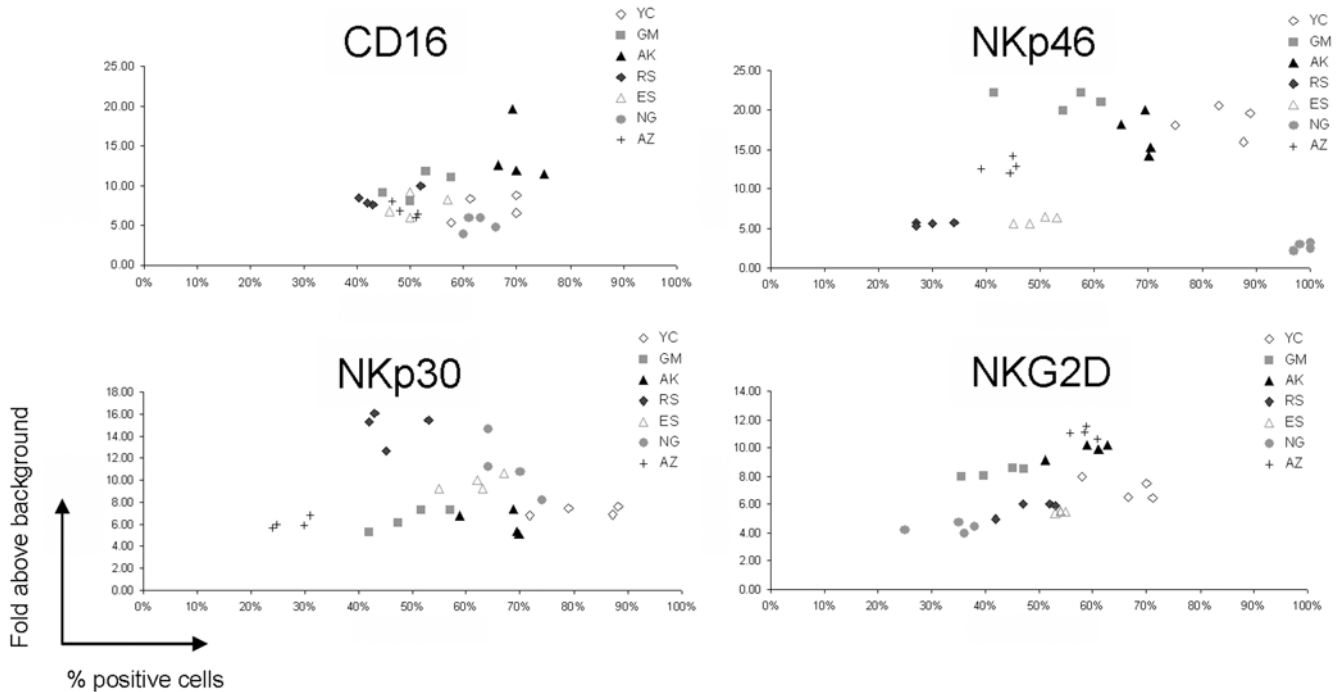 CD16
YC
GM
AK
RS
ES
NG
AZ
25.00
20.00
15.00
10.00
5.00
0.00
0% 10% 20% 30% 40% 50% 60% 70% 80% 90% 100%
NKp46
YC
GM
AK
RS
ES
NG
AZ
25.00
20.00
15.00
10.00
5.00
0.00
0% 10% 20% 30% 40% 50% 60% 70% 80% 90% 100%
NKp30
YC
GM
AK
RS
ES
NG
AZ
18.00
16.00
14.00
12.00
10.00
8.00
6.00
4.00
2.00
0.00
0% 10% 20% 30% 40% 50% 60% 70% 80% 90% 100%
NKG2D
YC
GM
AK
RS
ES
NG
AZ
14.00
12.00
10.00
8.00
6.00
4.00
2.00
0.00
0% 10% 20% 30% 40% 50% 60% 70% 80% 90% 100%
Fold above background
% positive cells